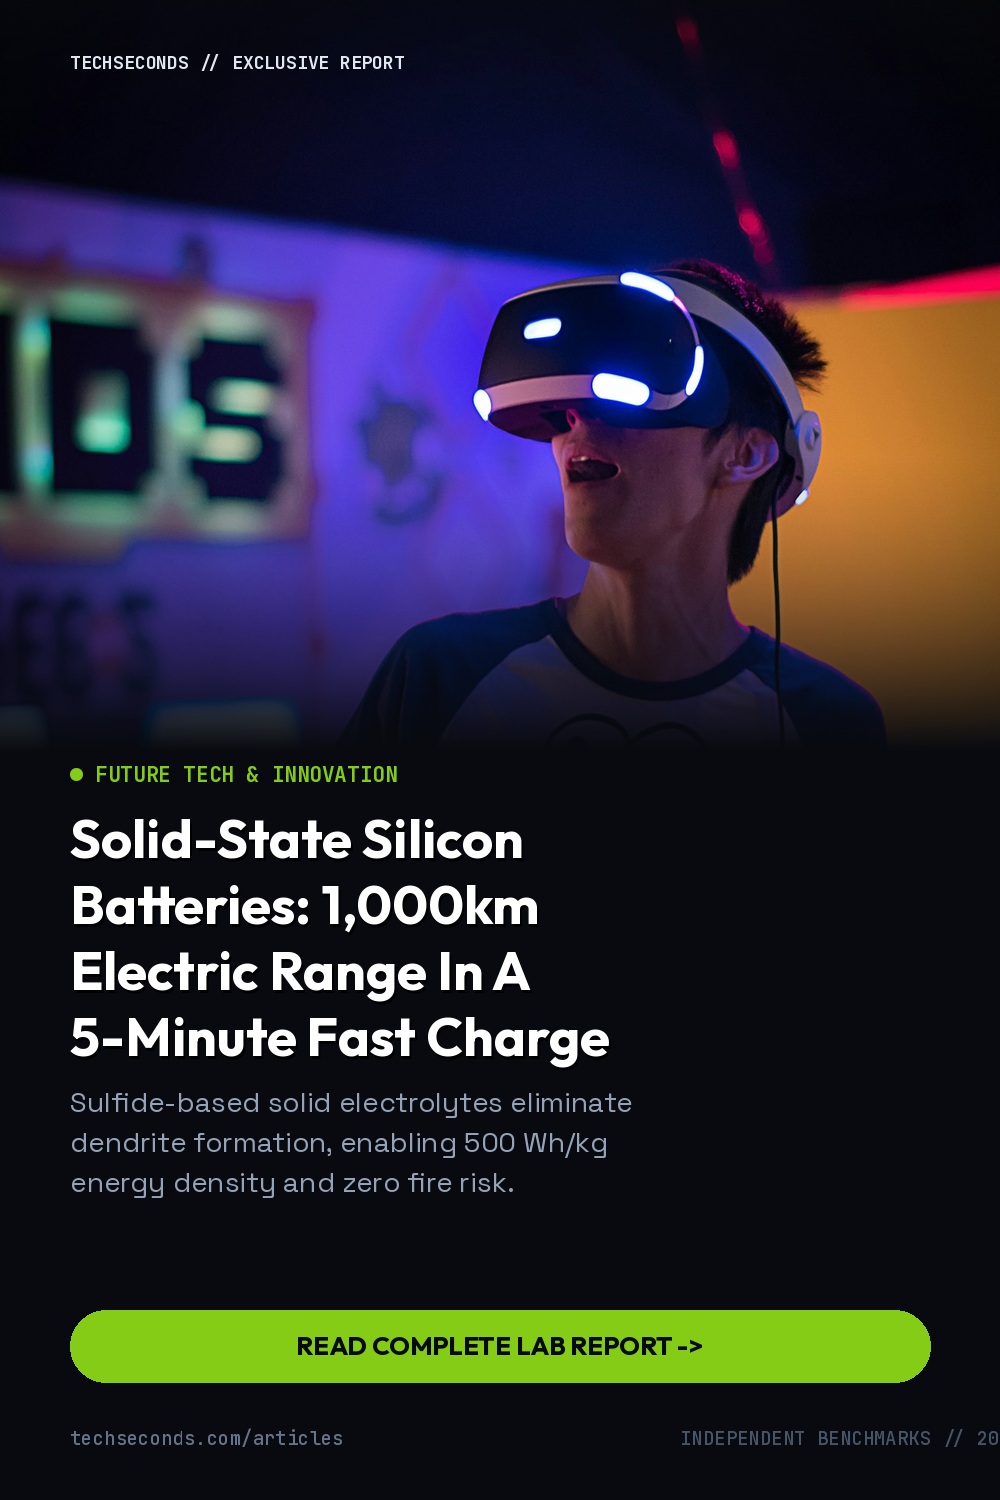 TECHSECONDS // EXCLUSIVE REPORT
DS
FUTURE TECH & INNOVATION
Solid-State Silicon
Batteries: 1,000km
Electric Range In A
5-Minute Fast Charge
Sulfide-based solid electrolytes eliminate
dendrite formation, enabling 500 Wh/kg
energy density and zero fire risk.
READ COMPLETE LAB REPORT ->
techseconds.com/articles
INDEPENDENT BENCHMARKS // 20